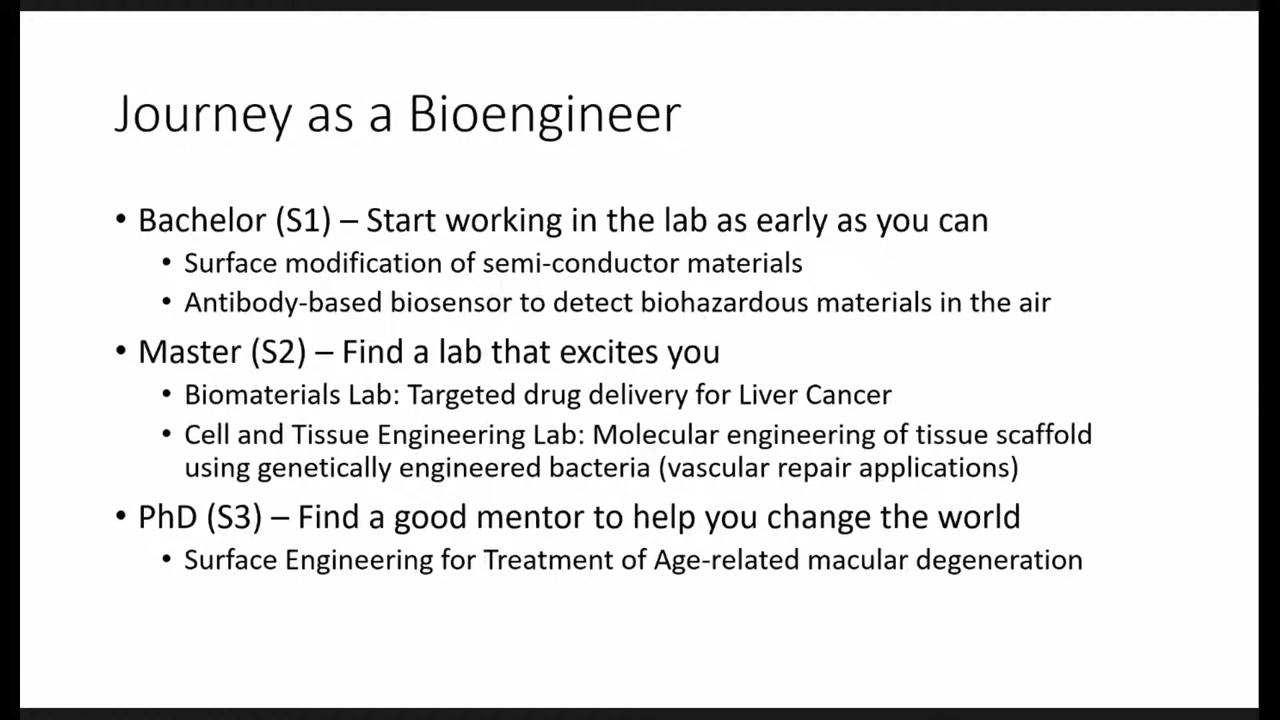 Journey as a Bioengineer
• Bachelor (S1) – Start working in the lab as early as you can
• Surface modification of semi-conductor materials
• Antibody-based biosensor to detect biohazardous materials in the air
• Master (S2) – Find a lab that excites you
• Biomaterials Lab: Targeted drug delivery for Liver Cancer
• Cell and Tissue Engineering Lab: Molecular engineering of tissue scaffold
using genetically engineered bacteria (vascular repair applications)
• PhD (S3) – Find a good mentor to help you change the world
• Surface Engineering for Treatment of Age-related macular degeneration